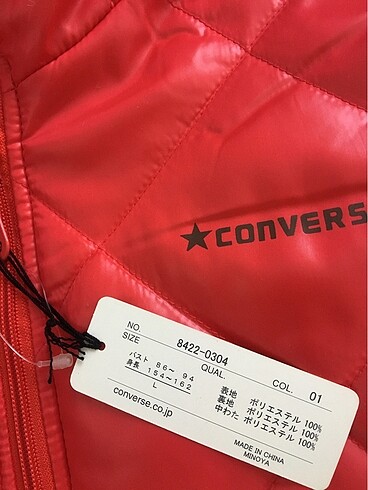 ★CONVERS
NO. 8422-0304
SIZE QUAL. COL. 01
バスト 86～ 94
身長 154～162
L
表地 ポリエステル 100%
裏地 ポリエステル 100%
中わた ポリエステル 100%
converse.co.jp
MADE IN CHINA
MINOYA